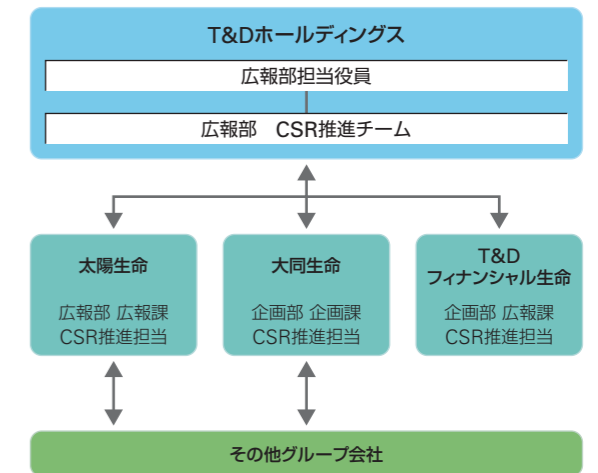 T&Dホールディングス
広報部担当役員
広報部　CSR推進チーム
太陽生命
広報部 広報課
CSR推進担当
大同生命
企画部 企画課
CSR推進担当
T&D
フィナンシャル生命
企画部 広報課
CSR推進担当
その他グループ会社